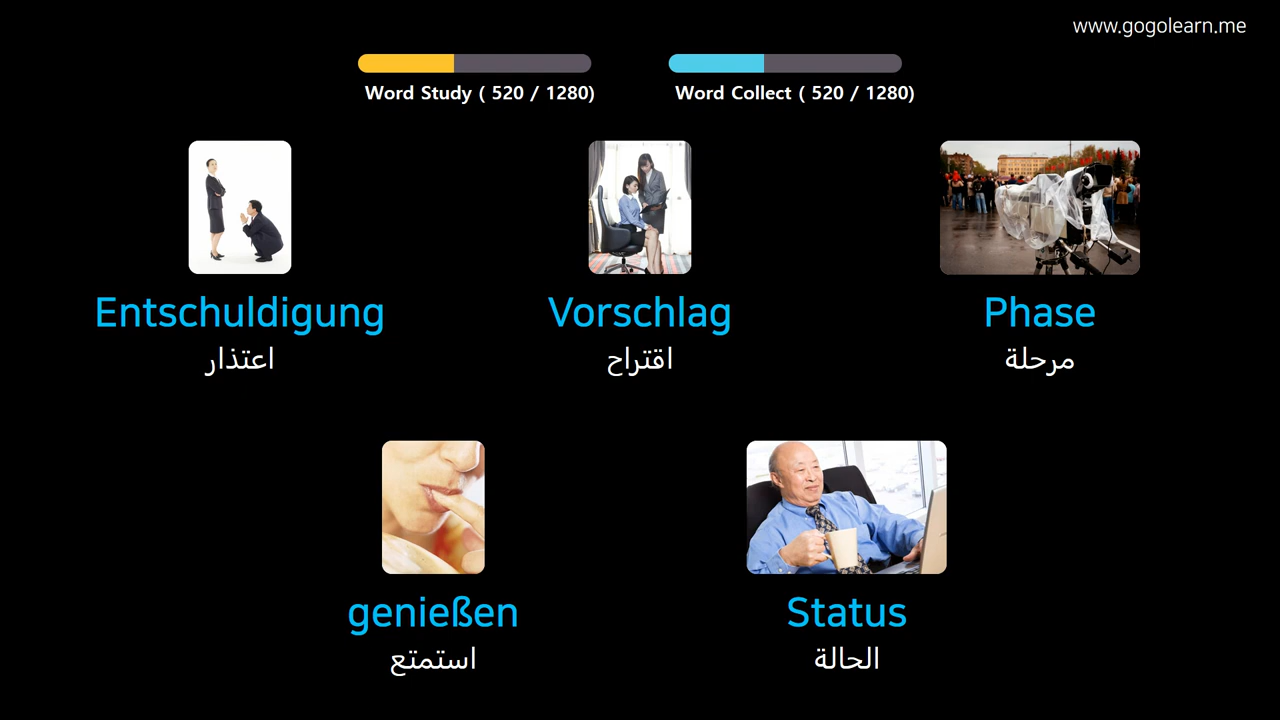 www.gogolearn.me
Word Study ( 520 / 1280)
Word Collect ( 520 / 1280)
Entschuldigung
اعتذار
Vorschlag
اقتراح
Phase
مرحلة
genießen
استمتع
Status
الحالة